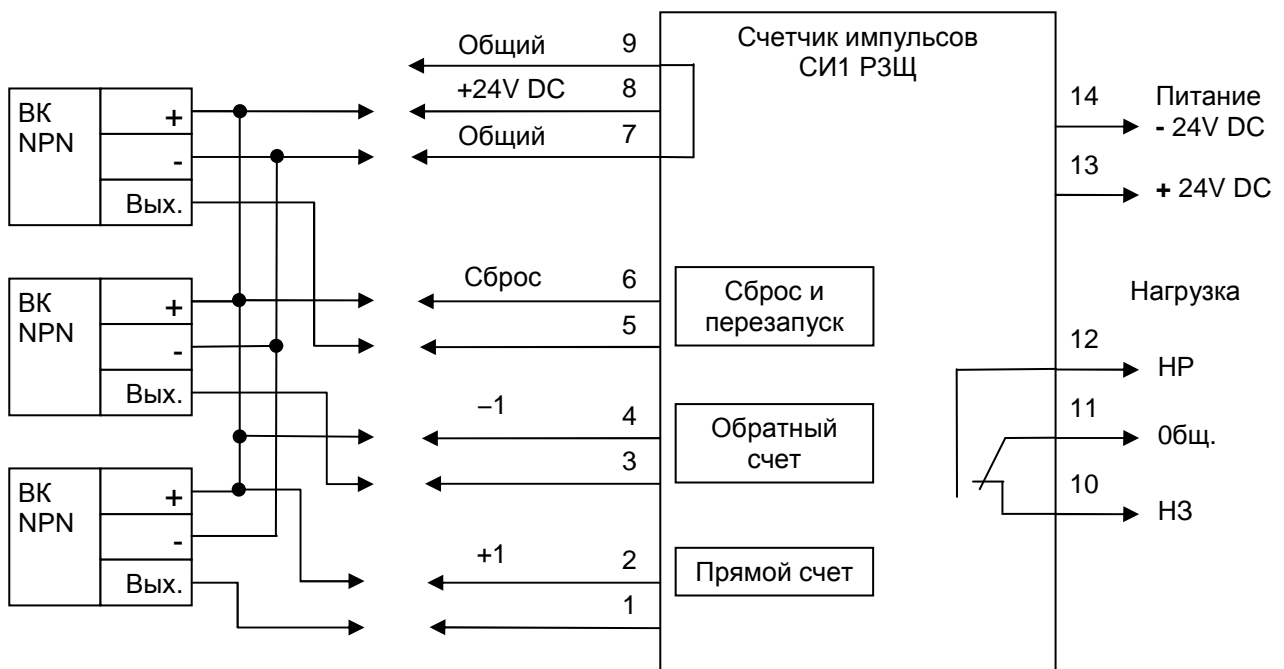 Общий 9
+24V DC 8
Общий 7
Счетчик импульсов
СИ1 РЗЩ
14 Питание
- 24V DC
13
+ 24V DC
ВК
NPN
+
-
Вых.
ВК
NPN
+
-
Вых.
ВК
NPN
+
-
Вых.
Сброс 6
5
Сброс и
перезапуск
–1
4
3
Обратный
счет
+1 2
1
Прямой счет
Нагрузка
12
НР
11
0бщ.
10
НЗ